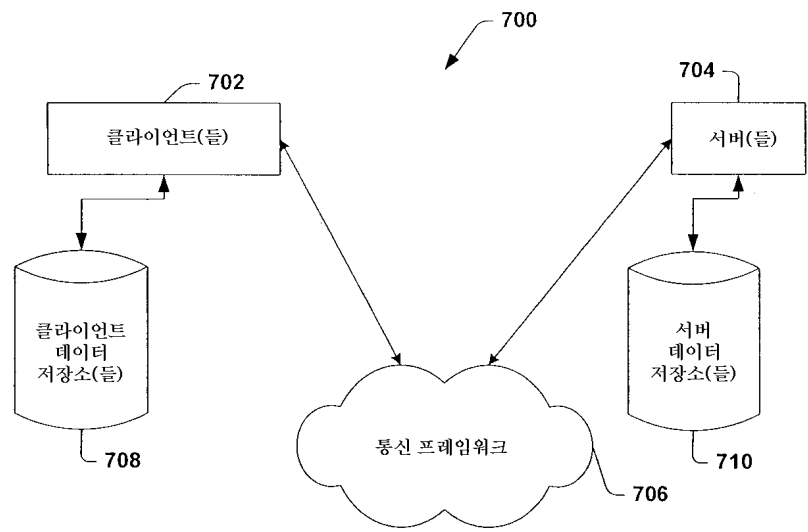 700
702
704
클라이언트(들)
서버(들)
클라이언트
데이터
저장소(들)
서버
데이터
저장소(들)
통신 프레임워크
708
710
706